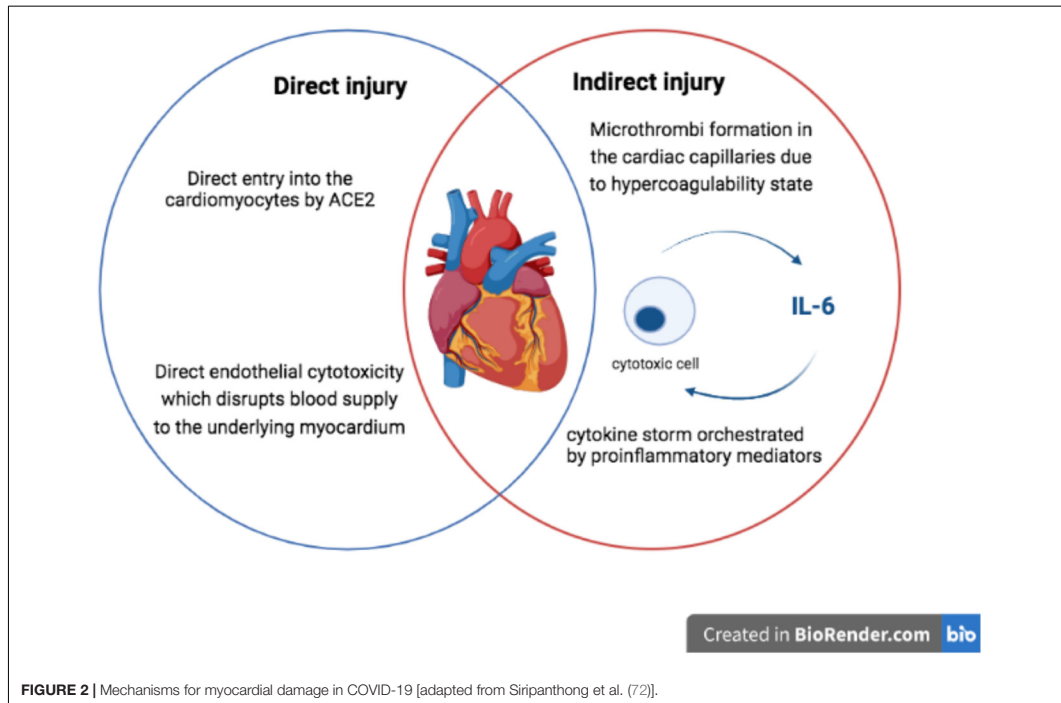 Direct injury
Direct entry into the
cardiomyocytes by ACE2
Direct endothelial cytotoxicity
which disrupts blood supply
to the underlying myocardium
Indirect injury
Microthrombi formation in
the cardiac capillaries due
to hypercoagulability state
IL-6
cytotoxic cell
cytokine storm orchestrated
by proinflammatory mediators
Created in BioRender.com bio
FIGURE 2 | Mechanisms for myocardial damage in COVID-19 [adapted from Siripanthong et al. (72)].